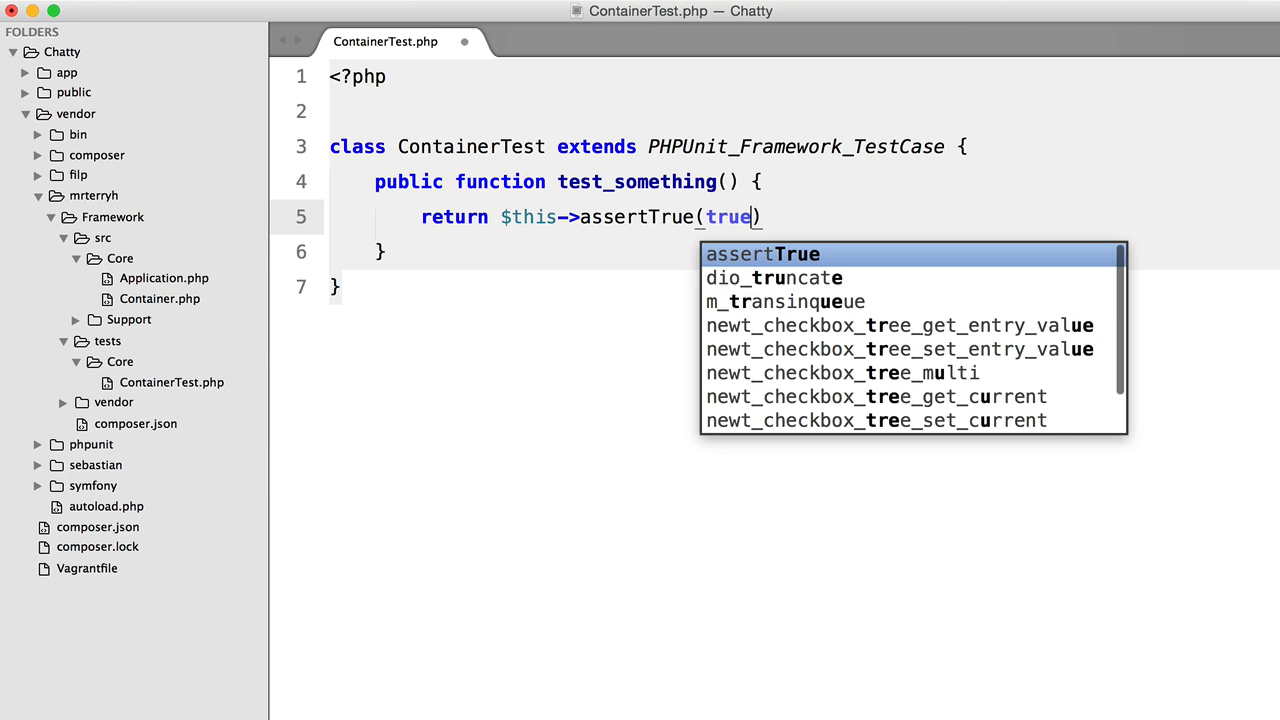 ContainerTest.php — Chatty
FOLDERS
Chatty
app
public
vendor
bin
composer
filp
mrterryh
Framework
src
Core
Application.php
Container.php
Support
tests
Core
ContainerTest.php
vendor
composer.json
phpunit
sebastian
symfony
autoload.php
composer.json
composer.lock
Vagrantfile
ContainerTest.php
1 <?php
2
3 class ContainerTest extends PHPUnit_Framework_TestCase {
4 public function test_something() {
5 return $this->assertTrue(true)
6 }
7 }
assertTrue
dio_truncate
m_transinqueue
newt_checkbox_tree_get_entry_value
newt_checkbox_tree_set_entry_value
newt_checkbox_tree_multi
newt_checkbox_tree_get_current
newt_checkbox_tree_set_current